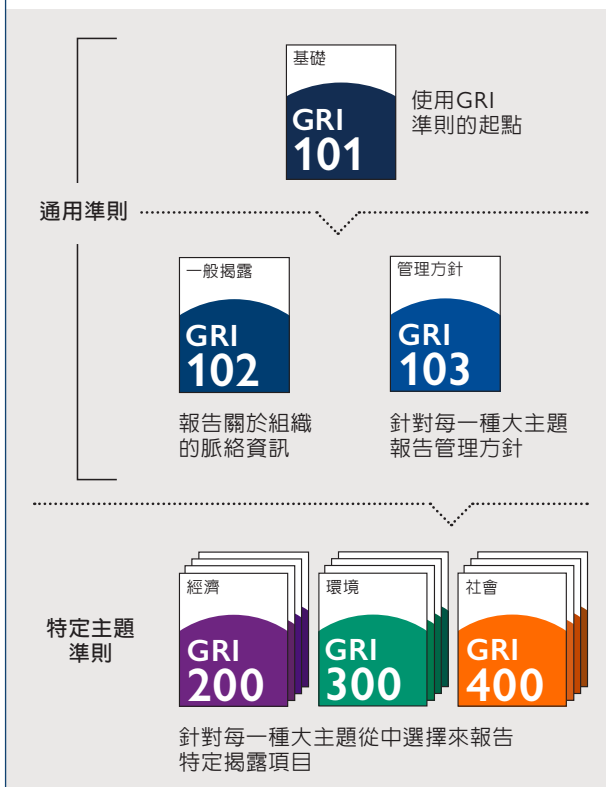 基礎
GRI
101
使用GRI
準則的起點
通用準則
一般揭露
GRI
102
報告關於組織
的脈絡資訊
管理方針
GRI
103
針對每一種大主題
報告管理方針
特定主題
準則
經濟
GRI
200
環境
GRI
300
社會
GRI
400
針對每一種大主題從中選擇來報告
特定揭露項目